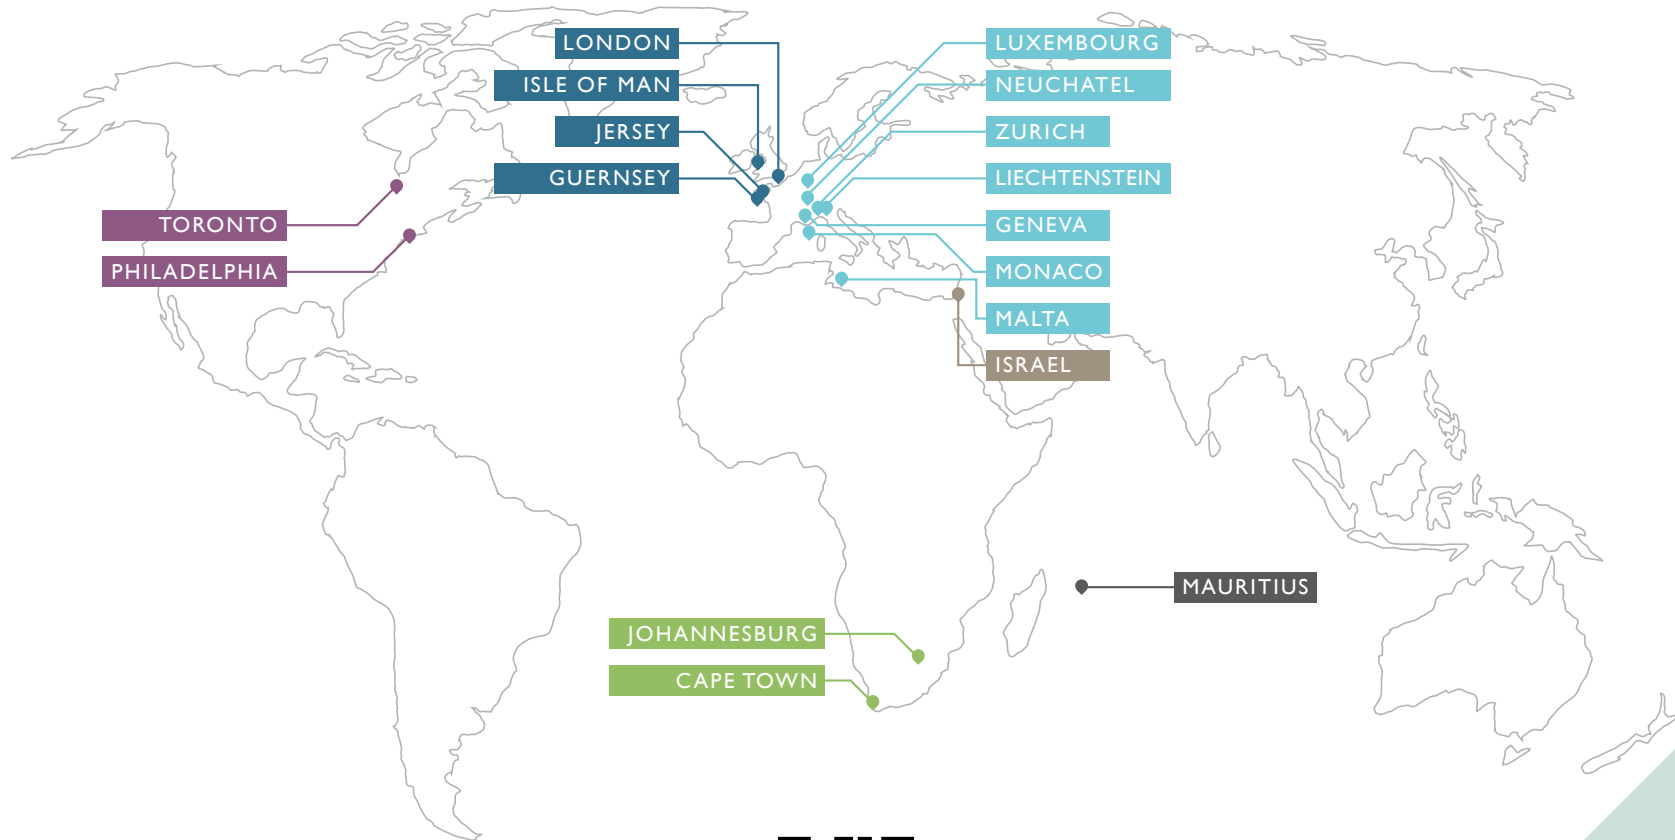 LONDON
ISLE OF MAN
JERSEY
GUERNSEY
TORONTO
PHILADELPHIA
LUXEMBOURG
NEUCHATEL
ZURICH
LIECHTENSTEIN
GENEVA
MONACO
MALTA
ISRAEL
MAURITIUS
JOHANNESBURG
CAPE TOWN